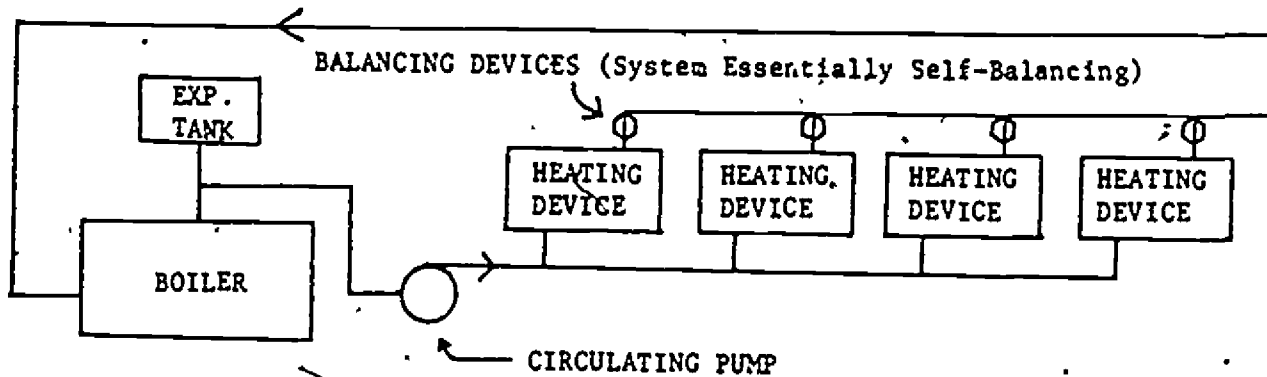 BALANCING DEVICES (System Essentially Self-Balancing)
EXP.
TANK
HEATING
DEVICE
HEATING
DEVICE
HEATING
DEVICE
HEATING
DEVICE
BOILER
CIRCULATING PUMP